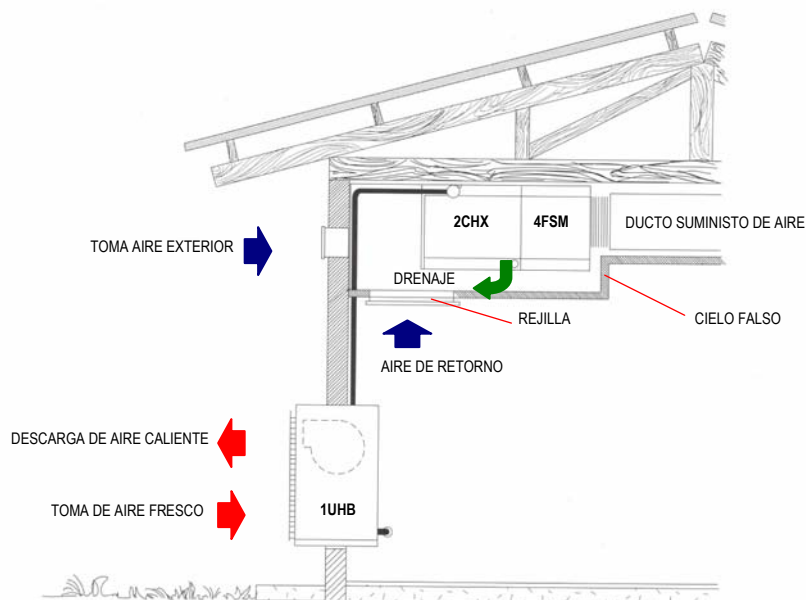 2CHX
4FSM
DUCTO SUMINISTO DE AIRE
TOMA AIRE EXTERIOR
DRENAJE
REJILLA
CIELO FALSO
AIRE DE RETORNO
DESCARGA DE AIRE CALIENTE
TOMA DE AIRE FRESCO
1UHB